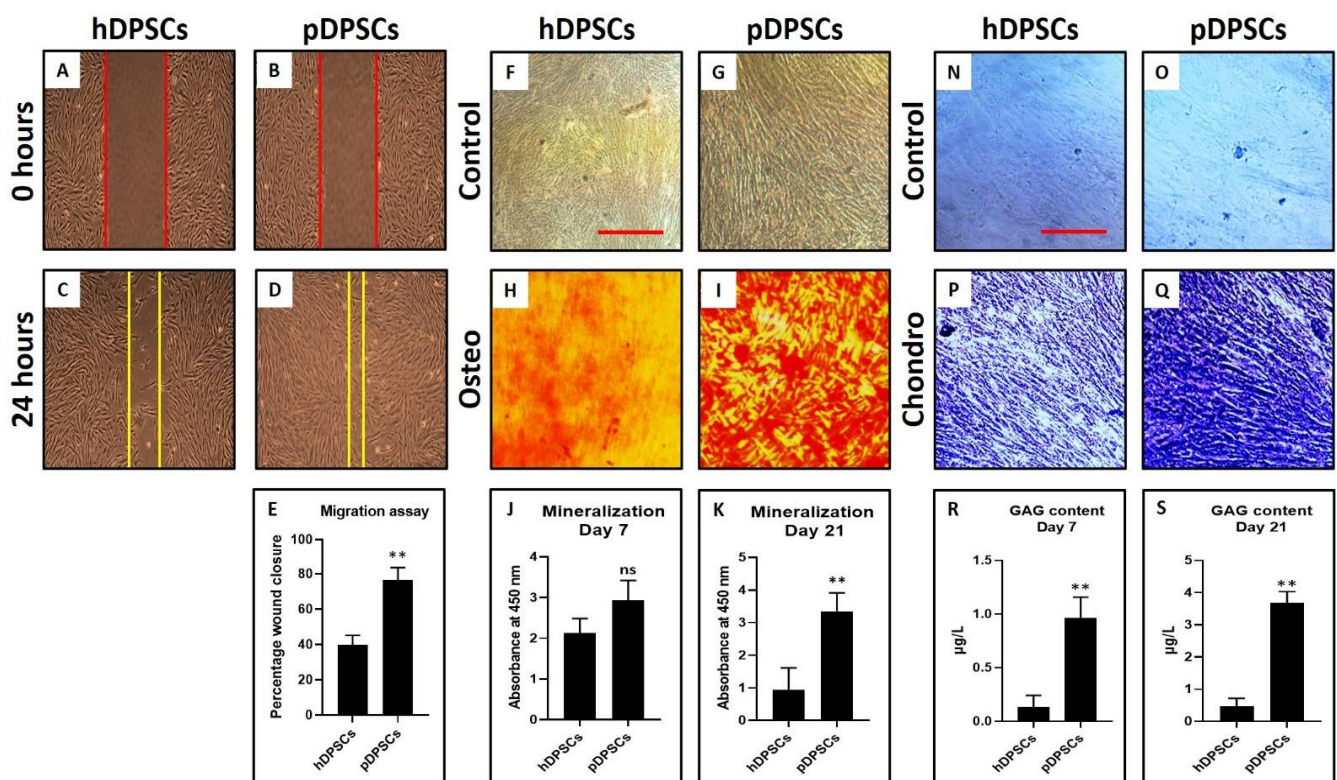 hDPSCs pDPSCs hDPSCs pDPSCs hDPSCs pDPSCs
0 hours
A
B
Control
F
G
Control
N
O
24 hours
C
D
Osteo
H
I
Chondro
P
Q
E
Migration assay
Percentage wound closure
100
80
60
40
20
0
**
hDPSCs
pDPSCs
J
Mineralization
Day 7
Absorbance at 450 nm
4
3
2
1
0
ns
hDPSCs
pDPSCs
K
Mineralization
Day 21
Absorbance at 450 nm
5
4
3
2
1
0
**
hDPSCs
pDPSCs
R
GAG content
Day 7
µg/L
1.5
1.0
0.5
0.0
**
hDPSCs
pDPSCs
S
GAG content
Day 21
µg/L
5
4
3
2
1
0
**
hDPSCs
pDPSCs